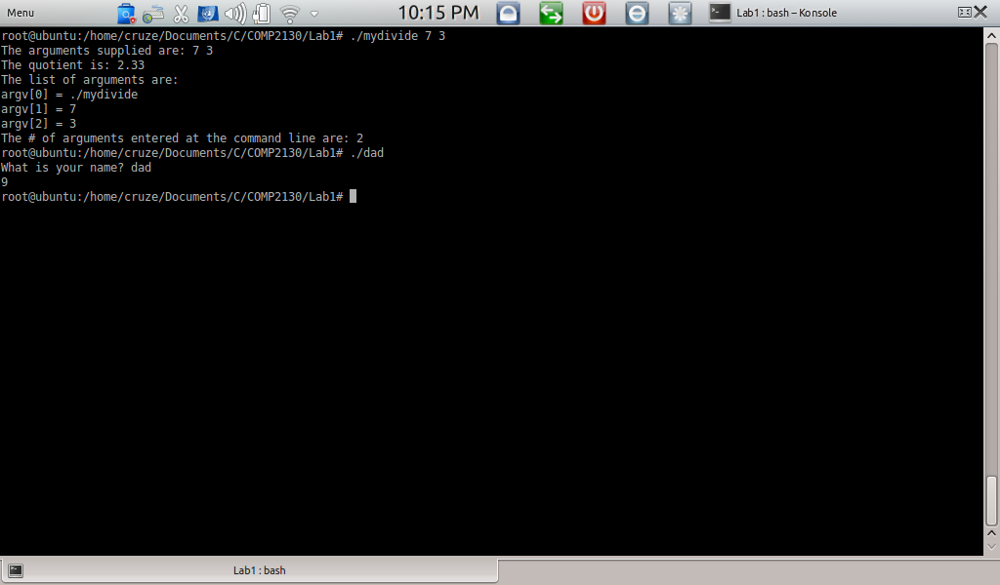 Menu
10:15 PM
Lab1 : bash – Konsole
root@ubuntu:/home/cruze/Documents/C/COMP2130/Lab1# ./mydivide 7 3
The arguments supplied are: 7 3
The quotient is: 2.33
The list of arguments are:
argv[0] = ./mydivide
argv[1] = 7
argv[2] = 3
The # of arguments entered at the command line are: 2
root@ubuntu:/home/cruze/Documents/C/COMP2130/Lab1# ./dad
What is your name? dad
9
root@ubuntu:/home/cruze/Documents/C/COMP2130/Lab1#
Lab1 : bash